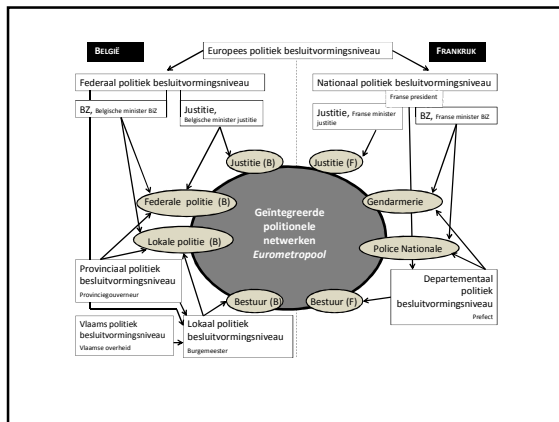 BELGIË
Europees politiek besluitvormingsniveau
FRANKRIJK
Federaal politiek besluitvormingsniveau
Nationaal politiek besluitvormingsniveau
Franse president
BZ, Belgische minister BiZ
Justitie,
Belgische minister justitie
Justitie, Franse minister
justitie
BZ, Franse minister BiZ
Justitie (B)
Justitie (F)
Federale politie (B)
Gendarmerie
Geïntegreerde
politionele
netwerken
Eurometropool
Lokale politie (B)
Police Nationale
Provinciaal politiek
besluitvormingsniveau
Provinciegouverneur
Departementaal
politiek
besluitvormingsniveau
Prefect
Bestuur (B)
Bestuur (F)
Vlaams politiek
besluitvormingsniveau
Vlaamse overheid
Lokaal politiek
besluitvormingsniveau
Burgemeester